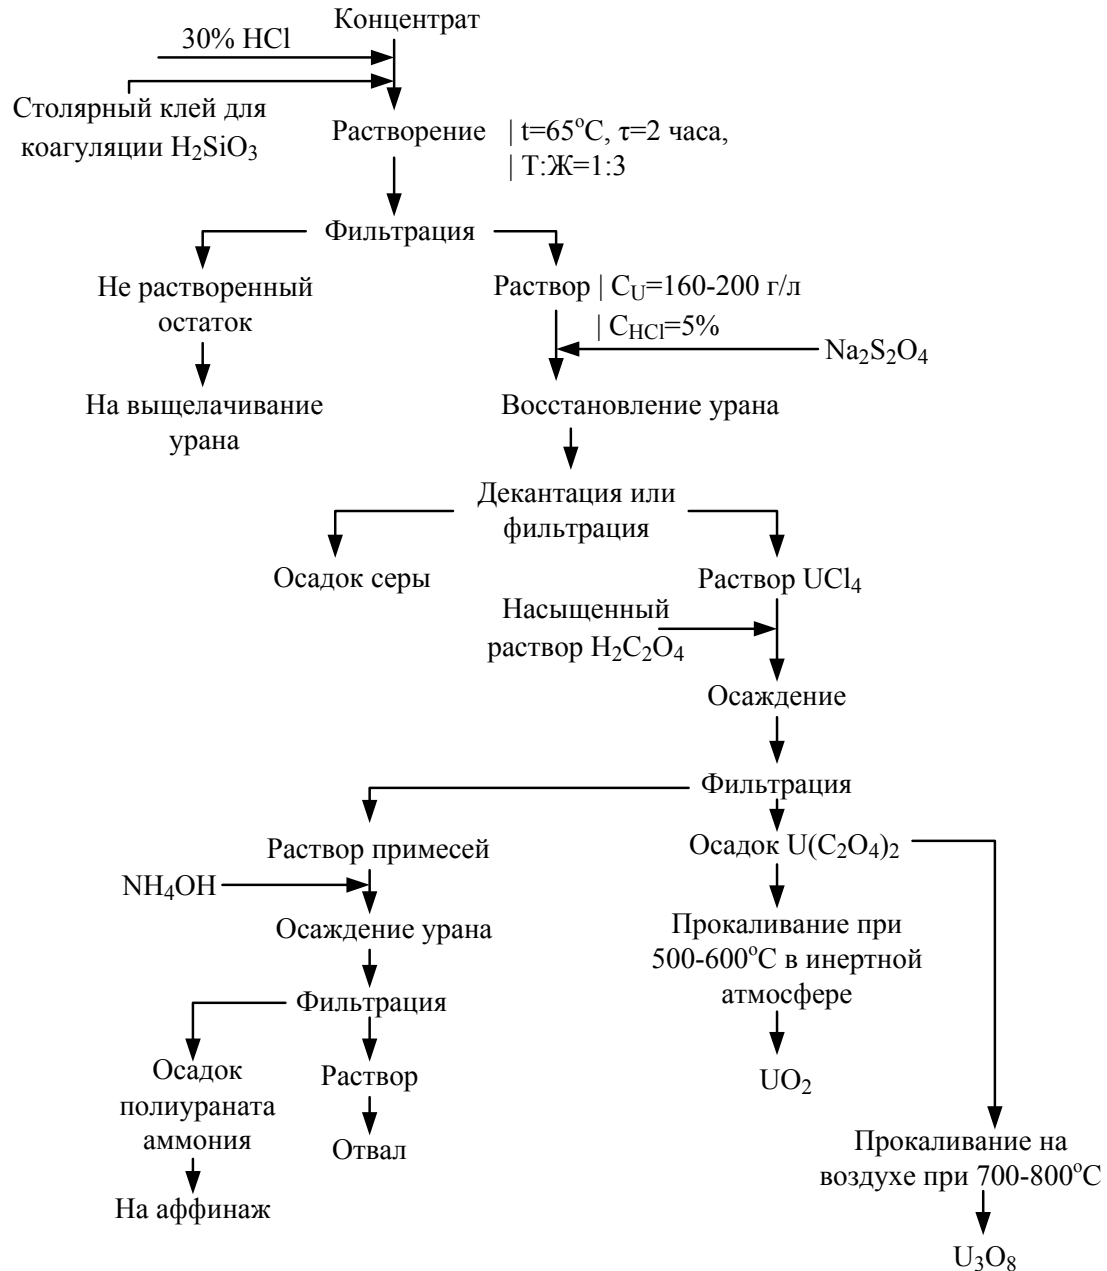 Концентрат
30% HCl
Столярный клей для
коагуляции H₂SiO₃
Растворение | t=65°C, τ=2 часа,
| Т:Ж=1:3
Фильтрация
Не растворенный
остаток
Раствор | C_U=160-200 г/л
| C_HCl=5%
Na₂S₂O₄
На выщелачивание
урана
Восстановление урана
Декантация или
фильтрация
Осадок серы
Раствор UCl₄
Насыщенный
раствор H₂C₂O₄
Осаждение
Фильтрация
Раствор примесей
Осадок U(C₂O₄)₂
NH₄OH
Осаждение урана
Прокаливание при
500-600°C в инертной
атмосфере
Фильтрация
Осадок
полиураната
аммония
Раствор
UO₂
Отвал
Прокаливание на
воздухе при 700-800°C
На аффинаж
U₃O₈